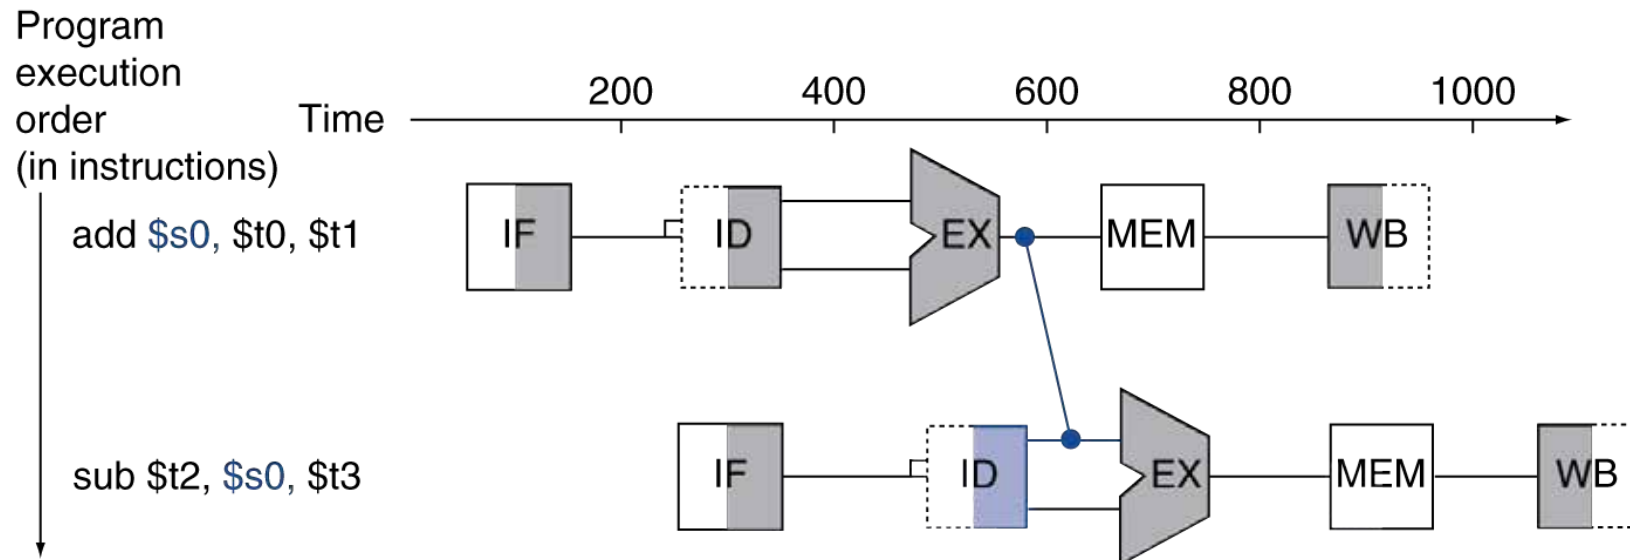 Program
execution
order
(in instructions)
Time
200 400 600 800 1000
add $s0, $t0, $t1
IF ID EX MEM WB
sub $t2, $s0, $t3
IF ID EX MEM WB